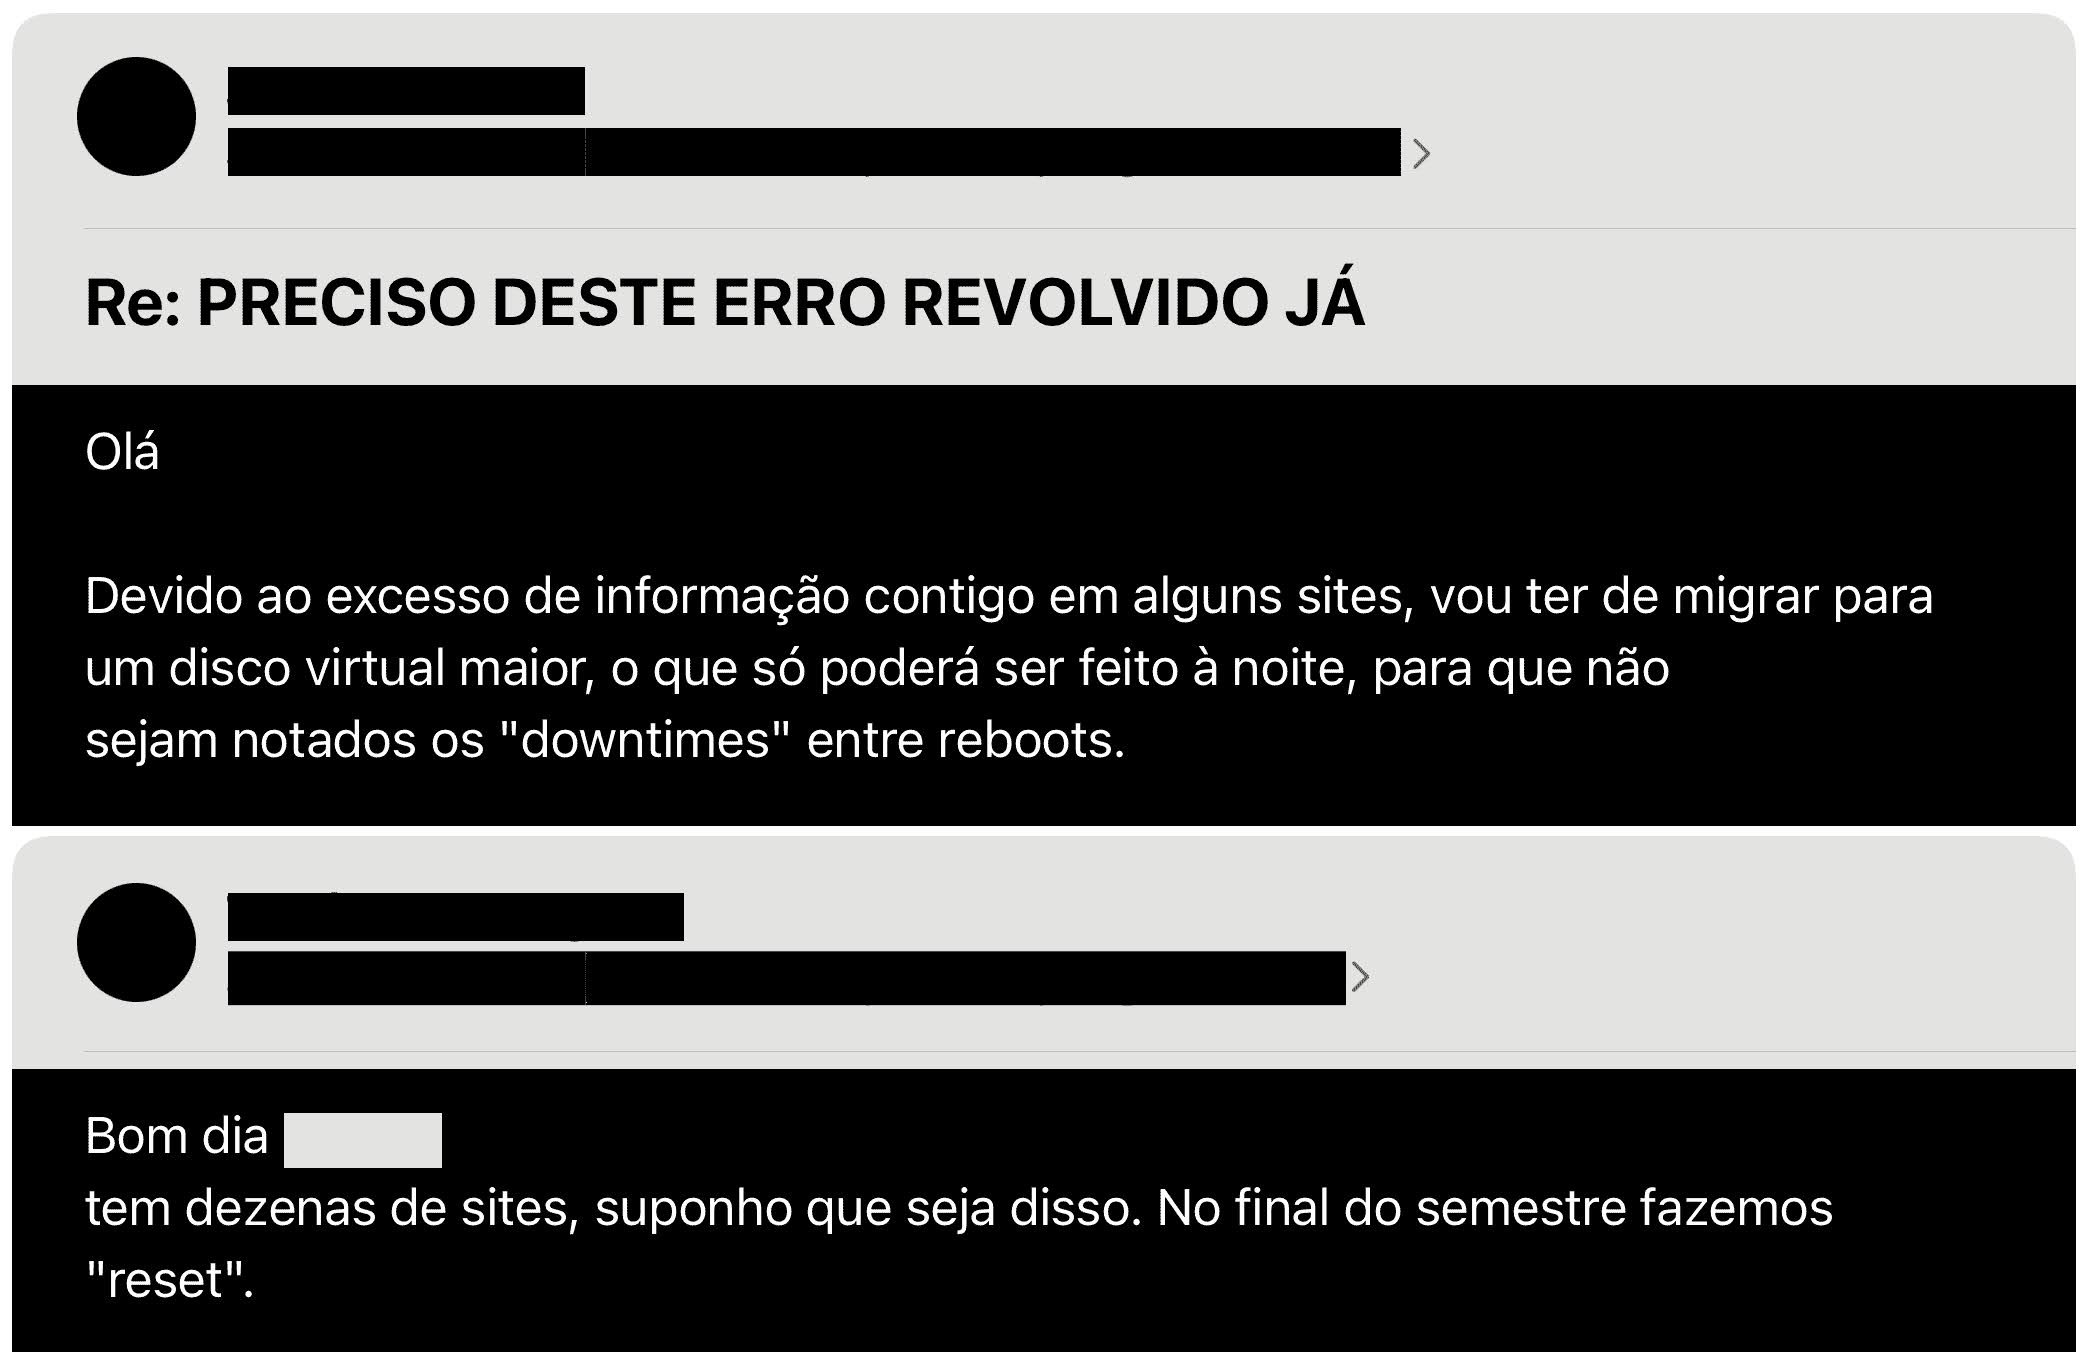 Re: PRECISO DESTE ERRO REVOLVIDO JÁ
Olá
Devido ao excesso de informação contigo em alguns sites, vou ter de migrar para
um disco virtual maior, o que só poderá ser feito à noite, para que não
sejam notados os "downtimes" entre reboots.
Bom dia
tem dezenas de sites, suponho que seja disso. No final do semestre fazemos
"reset".